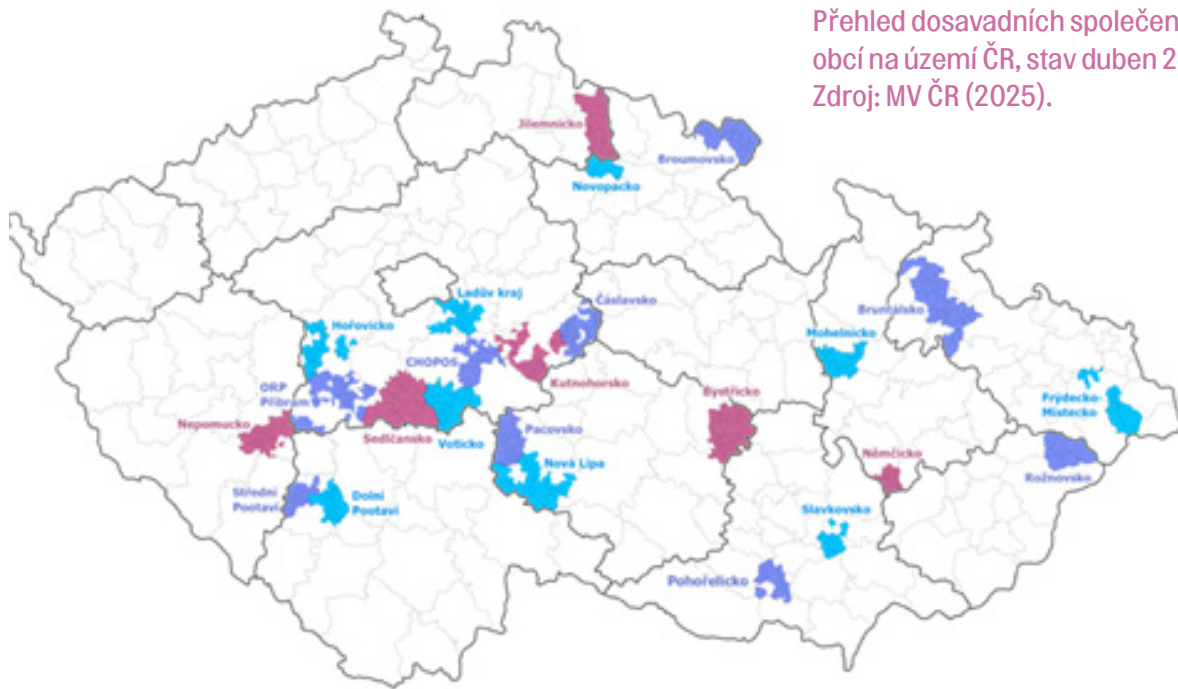 Přehled dosavadních společen
obcí na území ČR, stav duben 2
Zdroj: MV ČR (2025).
Jilemnicko
Broumovsko
Novopacko
Ladův kraj
Čáslavsko
Hořovicko
Bruntálsko
Mohelnicko
CHOPOS
Kutnohorsko
ORP
Příbram
Bystřicko
Frýdecko-
Místecko
Nepomucko
Sedlčansko
Voticko
Pacovsko
Němčicko
Nová Lípa
Rožnovsko
Střední
Pootaví
Dolní
Pootaví
Slavkovsko
Pohořelicko